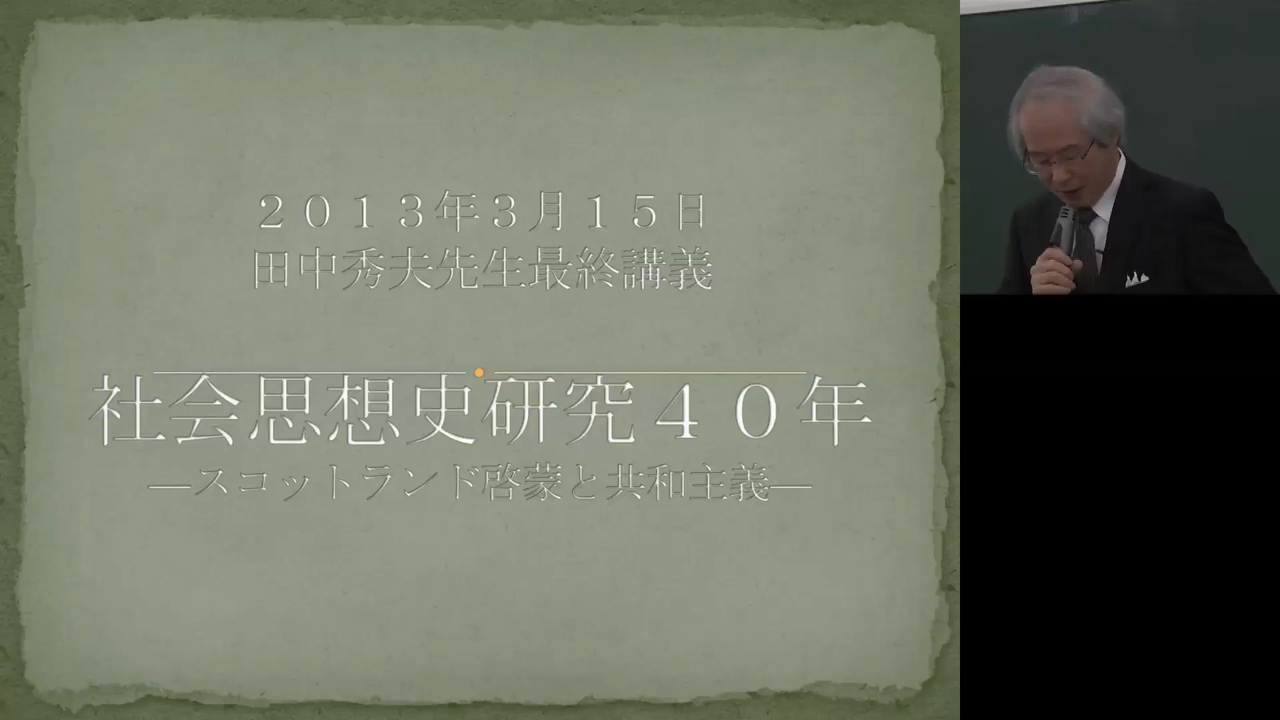 ２０１３年３月１５日
田中秀夫先生最終講義
社会思想史研究４０年
―スコットランド啓蒙と共和主義―